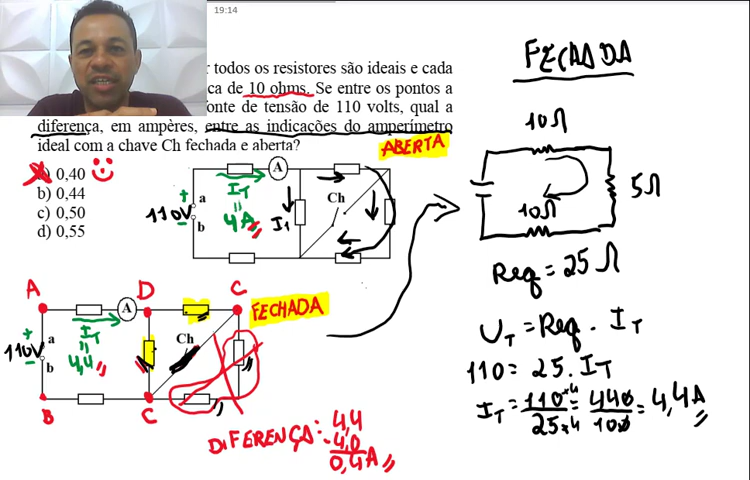 19:14
todos os resistores são ideais e cada
ca de 10 ohms. Se entre os pontos a
fonte de tensão de 110 volts, qual a
diferença, em ampères, entre as indicações do amperímetro
ideal com a chave Ch fechada e aberta?
0,40
b) 0,44
c) 0,50
d) 0,55
ABERTA
A
a
b
Ch
110V
+
-
IT
=
4A
I1
A
D
C
FECHADA
A
a
b
Ch
110V
+
-
IT
=
4,4
B
C
DIFERENÇA:
4,4
-4,0
0,4A
FECHADA
10Ω
5Ω
10Ω
Req = 25 Ω
UT = Req . IT
110 = 25 . IT
IT = 110×4 / 25×4 = 440 / 100 = 4,4A